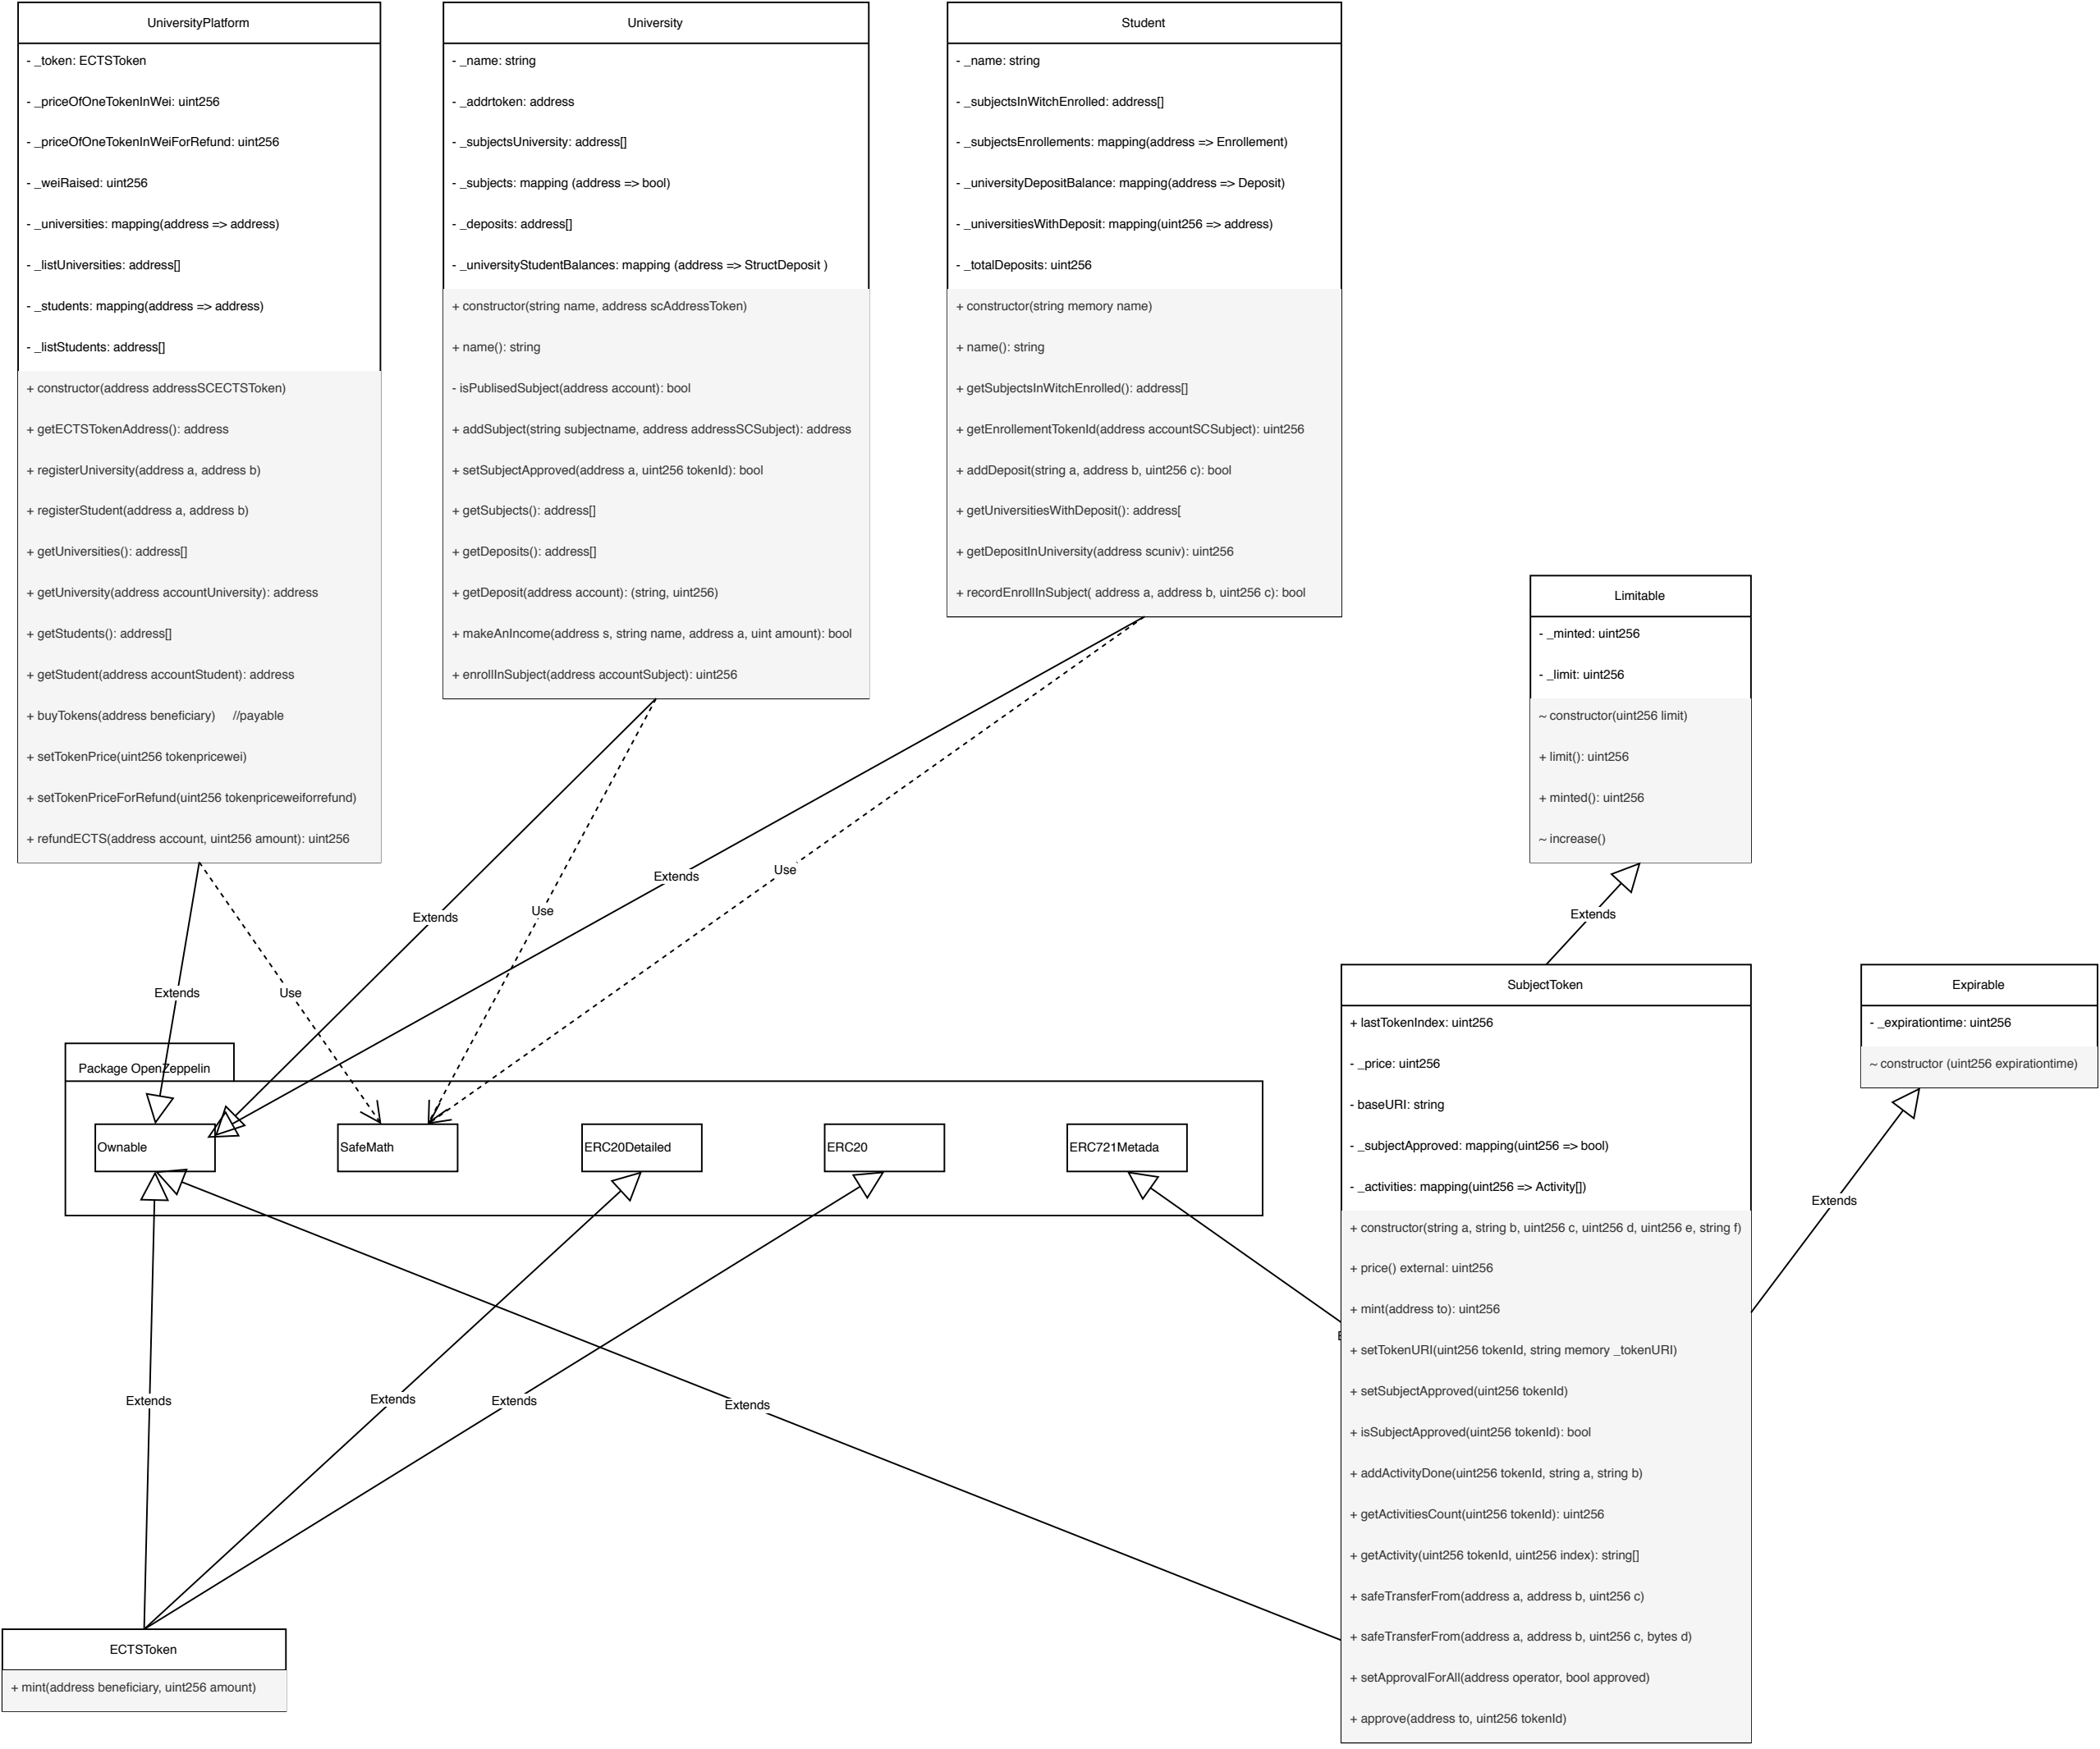 UniversityPlatform
- _token: ECTSToken
- _priceOfOneTokenInWei: uint256
- _priceOfOneTokenInWeiForRefund: uint256
- _weiRaised: uint256
- _universities: mapping(address => address)
- _listUniversities: address[]
- _students: mapping(address => address)
- _listStudents: address[]
+ constructor(address addressSCECTSToken)
+ getECTSTokenAddress(): address
+ registerUniversity(address a, address b)
+ registerStudent(address a, address b)
+ getUniversities(): address[]
+ getUniversity(address accountUniversity): address
+ getStudents(): address[]
+ getStudent(address accountStudent): address
+ buyTokens(address beneficiary) //payable
+ setTokenPrice(uint256 tokenpricewei)
+ setTokenPriceForRefund(uint256 tokenpriceweiforrefund)
+ refundECTS(address account, uint256 amount): uint256
University
- _name: string
- _addrtoken: address
- _subjectsUniversity: address[]
- _subjects: mapping (address => bool)
- _deposits: address[]
- _universityStudentBalances: mapping (address => StructDeposit )
+ constructor(string name, address scAddressToken)
+ name(): string
- isPublisedSubject(address account): bool
+ addSubject(string subjectname, address addressSCSubject): address
+ setSubjectApproved(address a, uint256 tokenId): bool
+ getSubjects(): address[]
+ getDeposits(): address[]
+ getDeposit(address account): (string, uint256)
+ makeAnIncome(address s, string name, address a, uint amount): bool
+ enrollInSubject(address accountSubject): uint256
Student
- _name: string
- _subjectsInWitchEnrolled: address[]
- _subjectsEnrollements: mapping(address => Enrollement)
- _universityDepositBalance: mapping(address => Deposit)
- _universitiesWithDeposit: mapping(uint256 => address)
- _totalDeposits: uint256
+ constructor(string memory name)
+ name(): string
+ getSubjectsInWitchEnrolled(): address[]
+ getEnrollementTokenId(address accountSCSubject): uint256
+ addDeposit(string a, address b, uint256 c): bool
+ getUniversitiesWithDeposit(): address[
+ getDepositInUniversity(address scuniv): uint256
+ recordEnrollInSubject( address a, address b, uint256 c): bool
Limitable
- _minted: uint256
- _limit: uint256
~ constructor(uint256 limit)
+ limit(): uint256
+ minted(): uint256
~ increase()
Extends
Use
Extends
Use
Extends
Use
Extends
Package OpenZeppelin
Ownable
SafeMath
ERC20Detailed
ERC20
ERC721Metada
SubjectToken
+ lastTokenIndex: uint256
- _price: uint256
- baseURI: string
- _subjectApproved: mapping(uint256 => bool)
- _activities: mapping(uint256 => Activity[])
+ constructor(string a, string b, uint256 c, uint256 d, uint256 e, string f)
+ price() external: uint256
+ mint(address to): uint256
+ setTokenURI(uint256 tokenId, string memory _tokenURI)
+ setSubjectApproved(uint256 tokenId)
+ isSubjectApproved(uint256 tokenId): bool
+ addActivityDone(uint256 tokenId, string a, string b)
+ getActivitiesCount(uint256 tokenId): uint256
+ getActivity(uint256 tokenId, uint256 index): string[]
+ safeTransferFrom(address a, address b, uint256 c)
+ safeTransferFrom(address a, address b, uint256 c, bytes d)
+ setApprovalForAll(address operator, bool approved)
+ approve(address to, uint256 tokenId)
Expirable
- _expirationtime: uint256
~ constructor (uint256 expirationtime)
Extends
Extends
Extends
Extends
Extends
ECTSToken
+ mint(address beneficiary, uint256 amount)